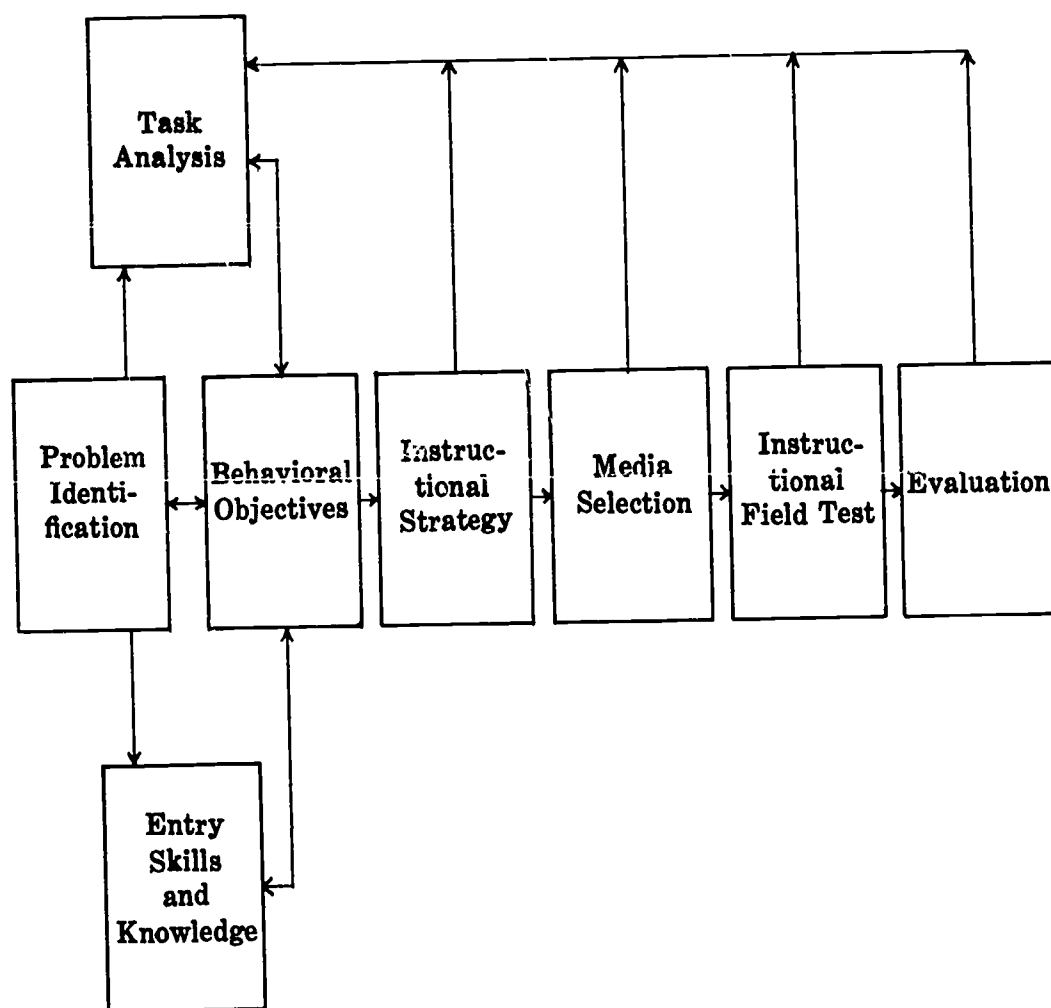 Task
Analysis
Problem
Identi-
fication
Behavioral
Objectives
Instruc-
tional
Strategy
Media
Selection
Instruc-
tional
Field Test
Evaluation
Entry
Skills
and
Knowledge